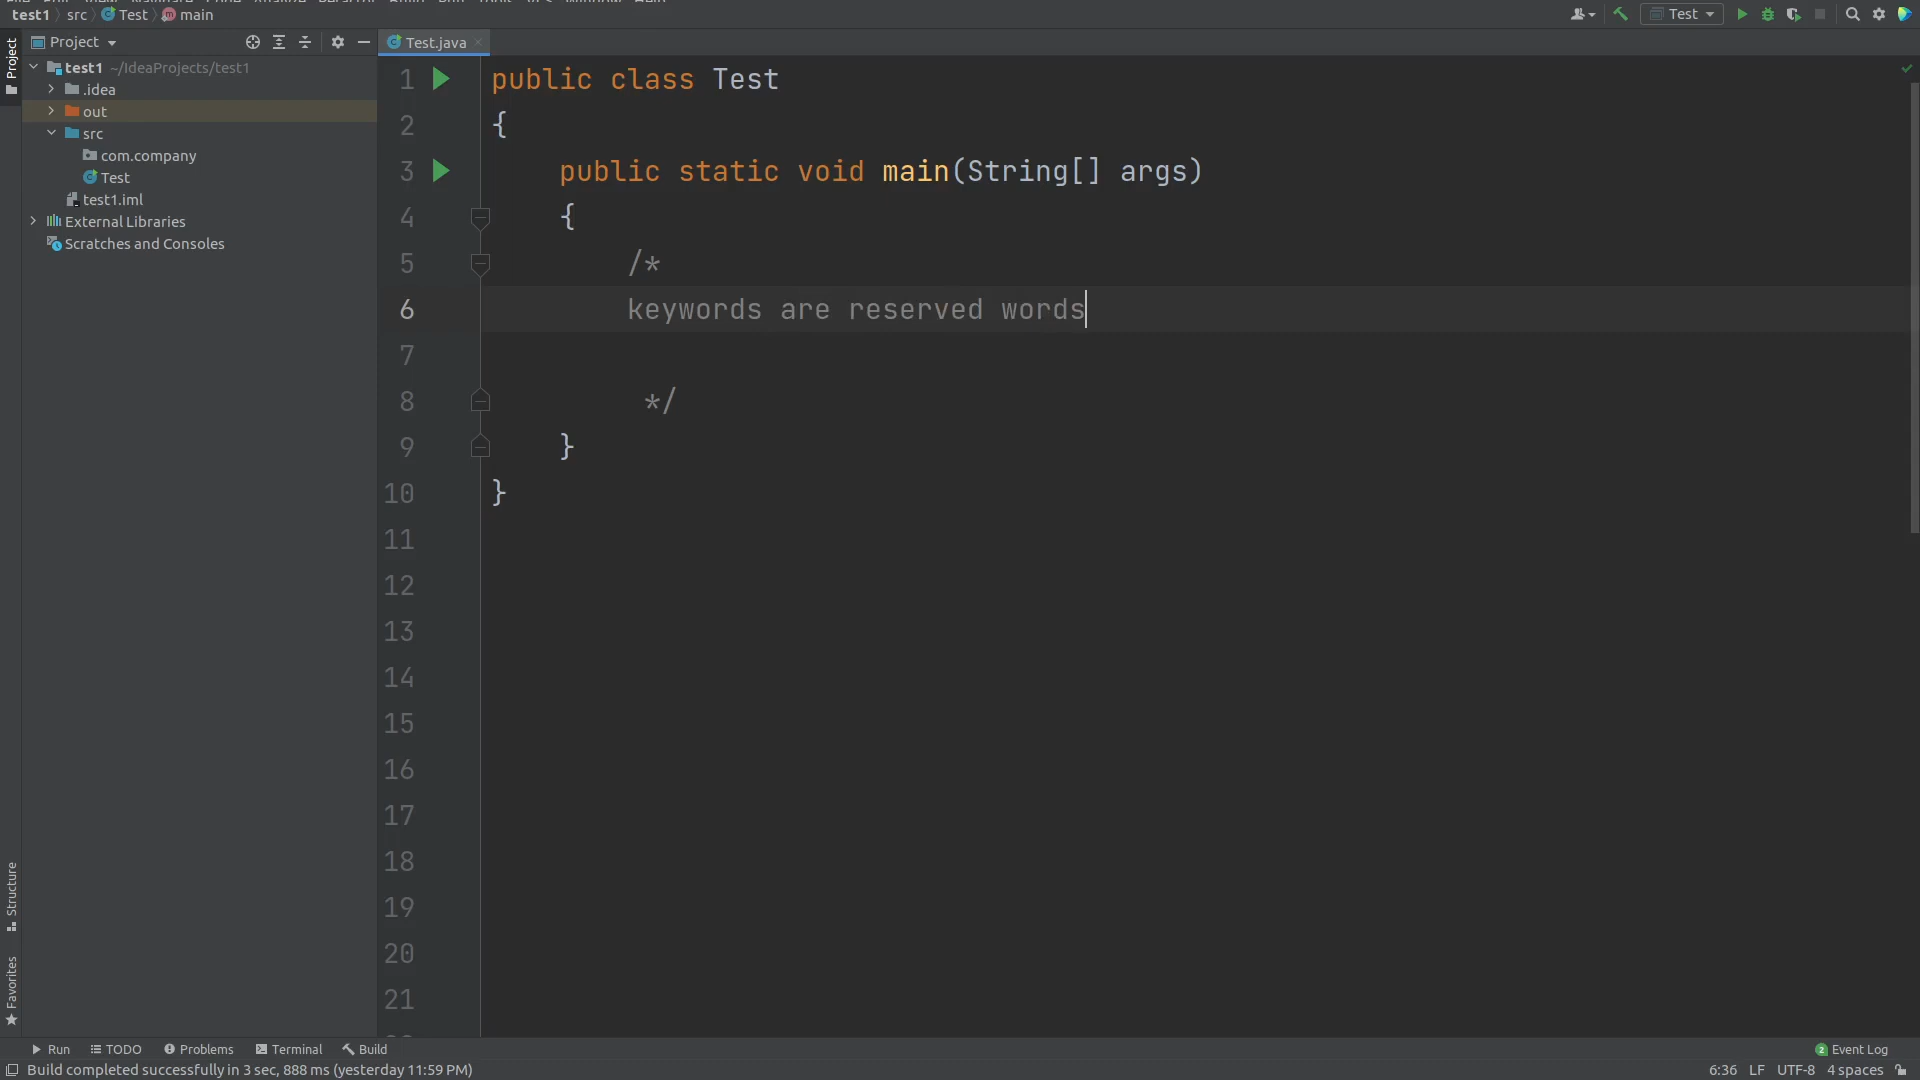 test1 src Test main Test
Project Test.java
Project
test1 ~/IdeaProjects/test1
.idea
out
src
com.company
Test
test1.iml
External Libraries
Scratches and Consoles
1 public class Test
2 {
3 public static void main(String[] args)
4 {
5 /*
6 keywords are reserved words
7
8 */
9 }
10 }
11
12
13
14
15
16
17
18
19
20
21
Structure
Favorites
Run TODO Problems Terminal Build 2 Event Log
Build completed successfully in 3 sec, 888 ms (yesterday 11:59 PM) 6:36 LF UTF-8 4 spaces